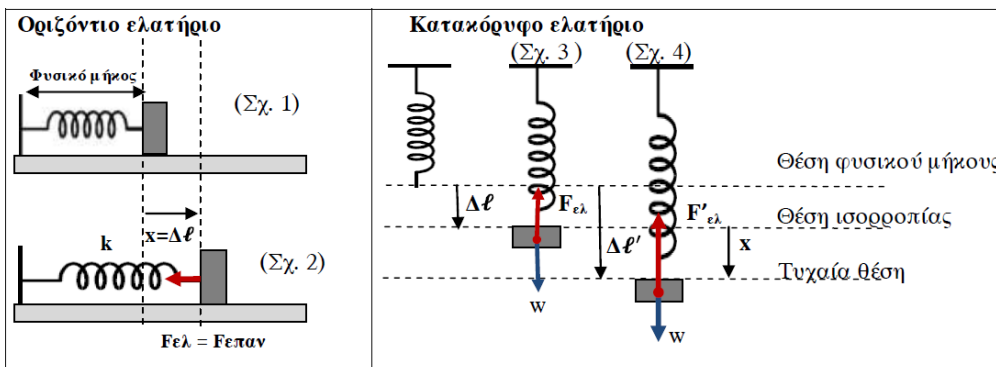 Οριζόντιο ελατήριο
Φυσικό μήκος
(Σχ. 1)
x=Δℓ
k
(Σχ. 2)
Fελ = Fεπαν
Κατακόρυφο ελατήριο
(Σχ. 3)
(Σχ. 4)
Θέση φυσικού μήκους
Δℓ
Fελ
F'ελ
Θέση ισορροπίας
Δℓ'
x
Τυχαία θέση
w
w